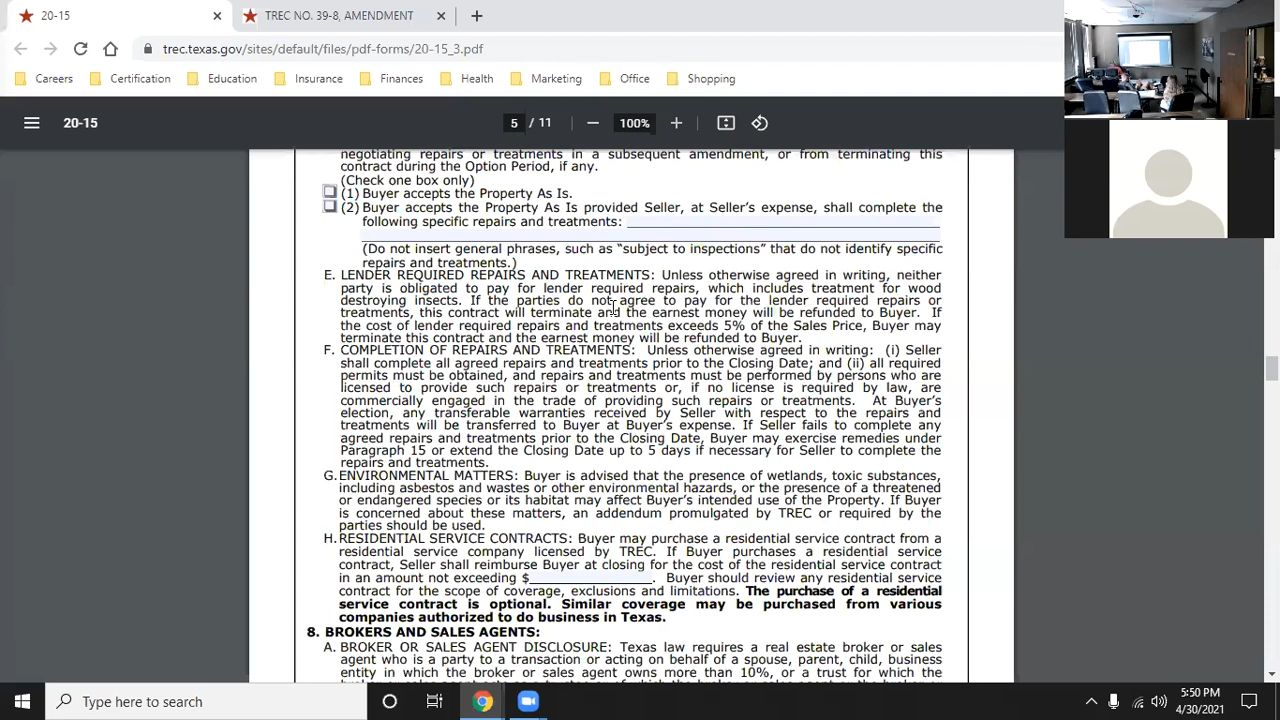 20-15
TREC NO. 39-8, AMENDMENT
trec.texas.gov/sites/default/files/pdf-forms/20-15_3.pdf
Careers Certification Education Insurance Finances Health Marketing Office Shopping
20-15 5 / 11 100%
negotiating repairs or treatments in a subsequent amendment, or from terminating this
contract during the Option Period, if any.
(Check one box only)
(1) Buyer accepts the Property As Is.
(2) Buyer accepts the Property As Is provided Seller, at Seller's expense, shall complete the
following specific repairs and treatments:
(Do not insert general phrases, such as "subject to inspections" that do not identify specific
repairs and treatments.)
E. LENDER REQUIRED REPAIRS AND TREATMENTS: Unless otherwise agreed in writing, neither
party is obligated to pay for lender required repairs, which includes treatment for wood
destroying insects. If the parties do not agree to pay for the lender required repairs or
treatments, this contract will terminate and the earnest money will be refunded to Buyer. If
the cost of lender required repairs and treatments exceeds 5% of the Sales Price, Buyer may
terminate this contract and the earnest money will be refunded to Buyer.
F. COMPLETION OF REPAIRS AND TREATMENTS: Unless otherwise agreed in writing: (i) Seller
shall complete all agreed repairs and treatments prior to the Closing Date; and (ii) all required
permits must be obtained, and repairs and treatments must be performed by persons who are
licensed to provide such repairs or treatments or, if no license is required by law, are
commercially engaged in the trade of providing such repairs or treatments. At Buyer's
election, any transferable warranties received by Seller with respect to the repairs and
treatments will be transferred to Buyer at Buyer's expense. If Seller fails to complete any
agreed repairs and treatments prior to the Closing Date, Buyer may exercise remedies under
Paragraph 15 or extend the Closing Date up to 5 days if necessary for Seller to complete the
repairs and treatments.
G. ENVIRONMENTAL MATTERS: Buyer is advised that the presence of wetlands, toxic substances,
including asbestos and wastes or other environmental hazards, or the presence of a threatened
or endangered species or its habitat may affect Buyer's intended use of the Property. If Buyer
is concerned about these matters, an addendum promulgated by TREC or required by the
parties should be used.
H. RESIDENTIAL SERVICE CONTRACTS: Buyer may purchase a residential service contract from a
residential service company licensed by TREC. If Buyer purchases a residential service
contract, Seller shall reimburse Buyer at closing for the cost of the residential service contract
in an amount not exceeding $ . Buyer should review any residential service
contract for the scope of coverage, exclusions and limitations. The purchase of a residential
service contract is optional. Similar coverage may be purchased from various
companies authorized to do business in Texas.
8. BROKERS AND SALES AGENTS:
A. BROKER OR SALES AGENT DISCLOSURE: Texas law requires a real estate broker or sales
agent who is a party to a transaction or acting on behalf of a spouse, parent, child, business
entity in which the broker or sales agent owns more than 10%, or a trust for which the
Type here to search
5:50 PM
4/30/2021